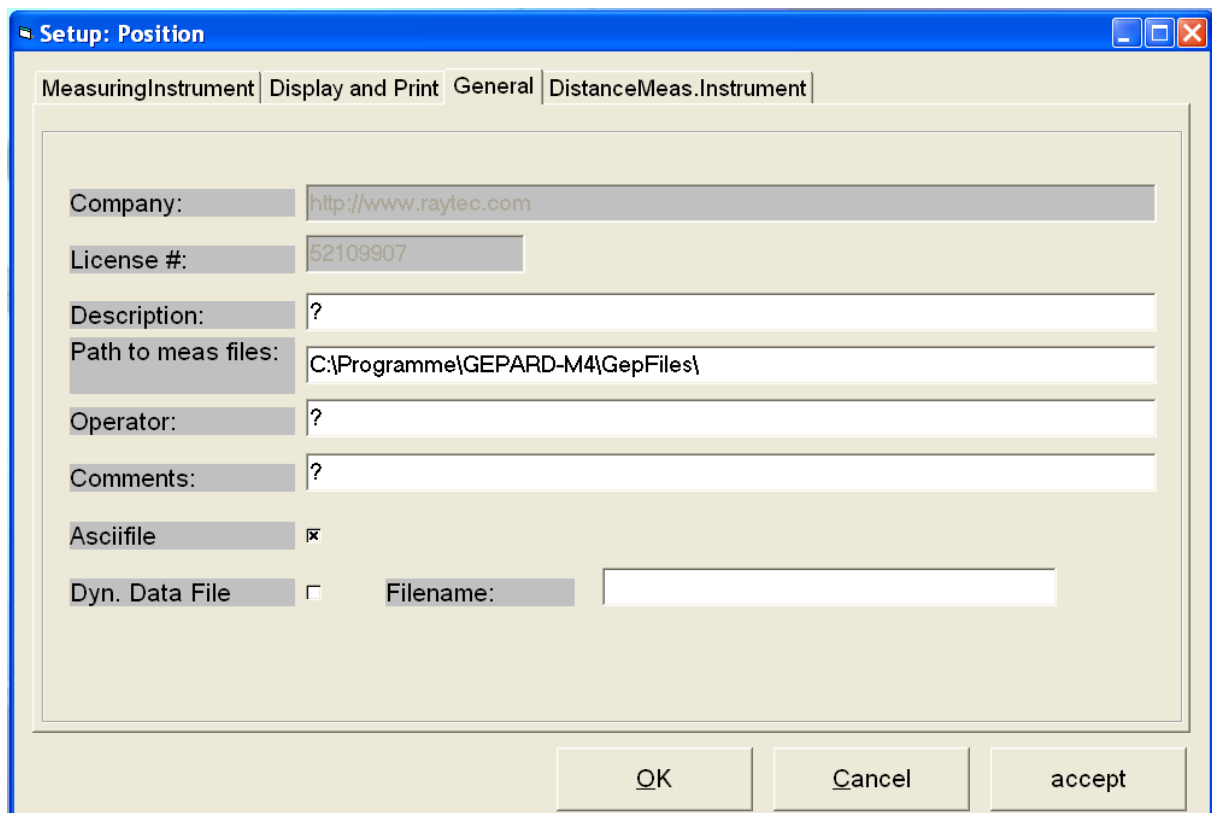 Setup: Position
MeasuringInstrument Display and Print General DistanceMeas.Instrument
Company: http://www.raytec.com
License #: 52109907
Description: ?
Path to meas files: C:\Programme\GEPARD-M4\GepFiles\
Operator: ?
Comments: ?
Asciifile
Dyn. Data File Filename:
OK Cancel accept